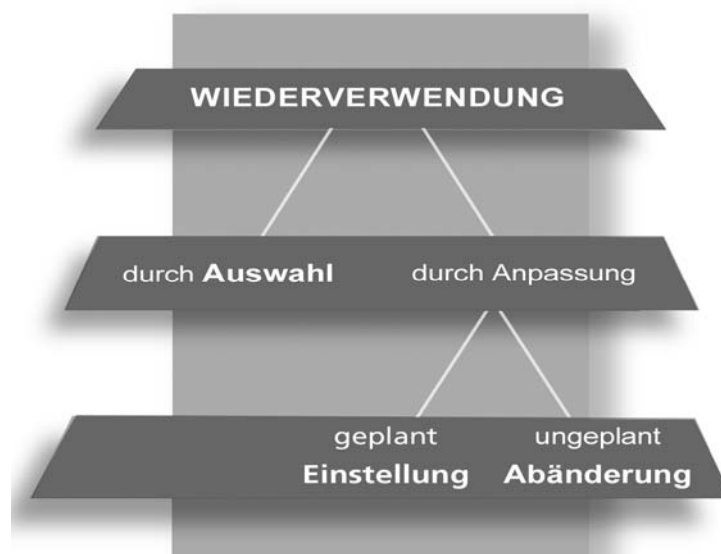 WIEDERVERWENDUNG
durch Auswahl durch Anpassung
geplant ungeplant
Einstellung Abänderung